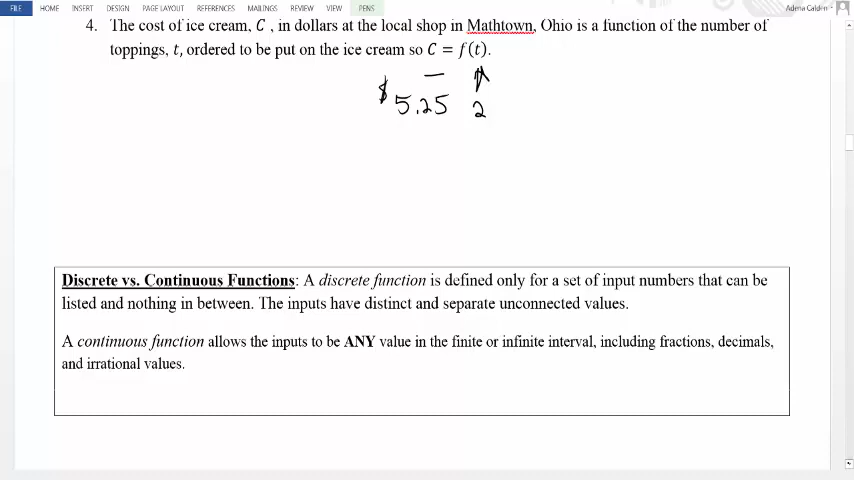 FILE HOME INSERT DESIGN PAGE LAYOUT REFERENCES MAILINGS REVIEW VIEW PENS Adena Calden
4. The cost of ice cream, C , in dollars at the local shop in Mathtown, Ohio is a function of the number of
toppings, t, ordered to be put on the ice cream so C = f(t).
$5.25 2
Discrete vs. Continuous Functions: A discrete function is defined only for a set of input numbers that can be
listed and nothing in between. The inputs have distinct and separate unconnected values.
A continuous function allows the inputs to be ANY value in the finite or infinite interval, including fractions, decimals,
and irrational values.